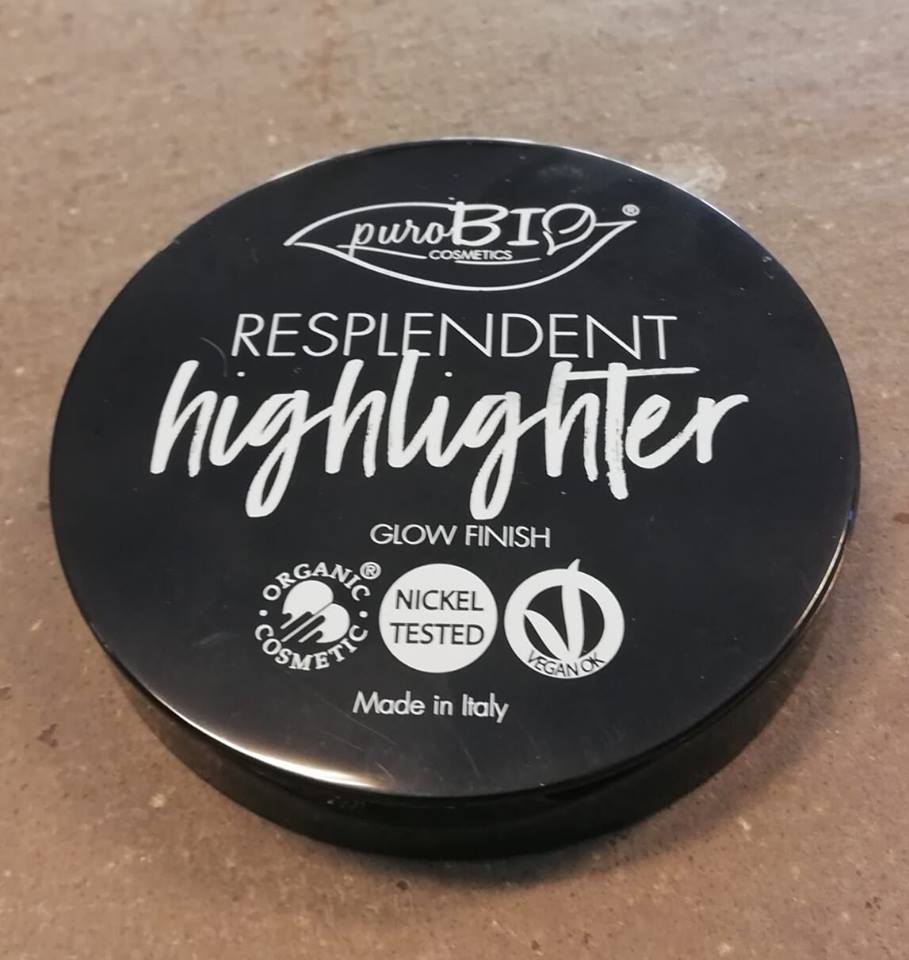 puroBIO®
COSMETICS
RESPLENDENT
highlighter
GLOW FINISH
ORGANIC®
COSMETIC
NICKEL
TESTED
VEGAN OK
Made in Italy